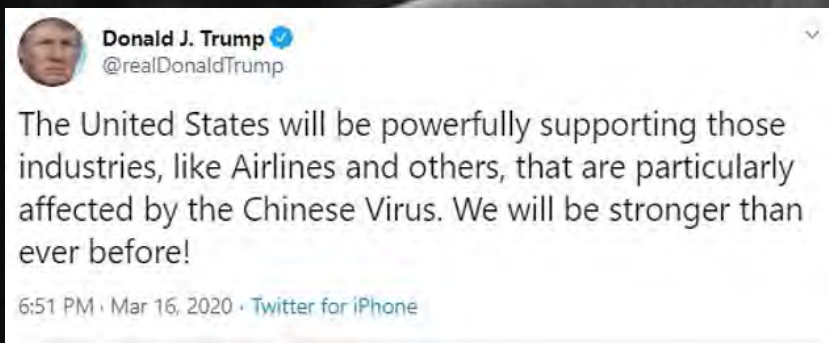 Donald J. Trump
@realDonaldTrump
The United States will be powerfully supporting those
industries, like Airlines and others, that are particularly
affected by the Chinese Virus. We will be stronger than
ever before!
6:51 PM · Mar 16, 2020 · Twitter for iPhone